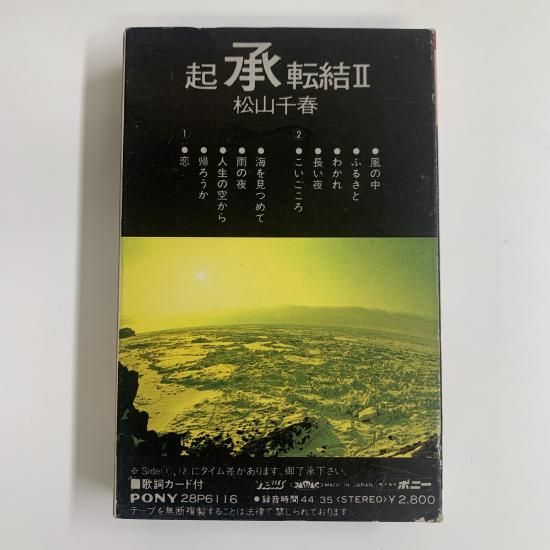 起承転結Ⅱ
松山千春
①
●海を見つめて
●雨の夜
●人生の空から
●帰ろうか
●恋
②
●風の中
●ふるさと
●わかれ
●長い夜
●こいごころ
※Side①,②にタイム差があります、御了承下さい。
■歌詞カード付
MADE IN JAPAN ポニー
PONY 28P6116 ●録音時間44 35〈STEREO〉¥2,800
テープを無断複製することは法律で禁じられております